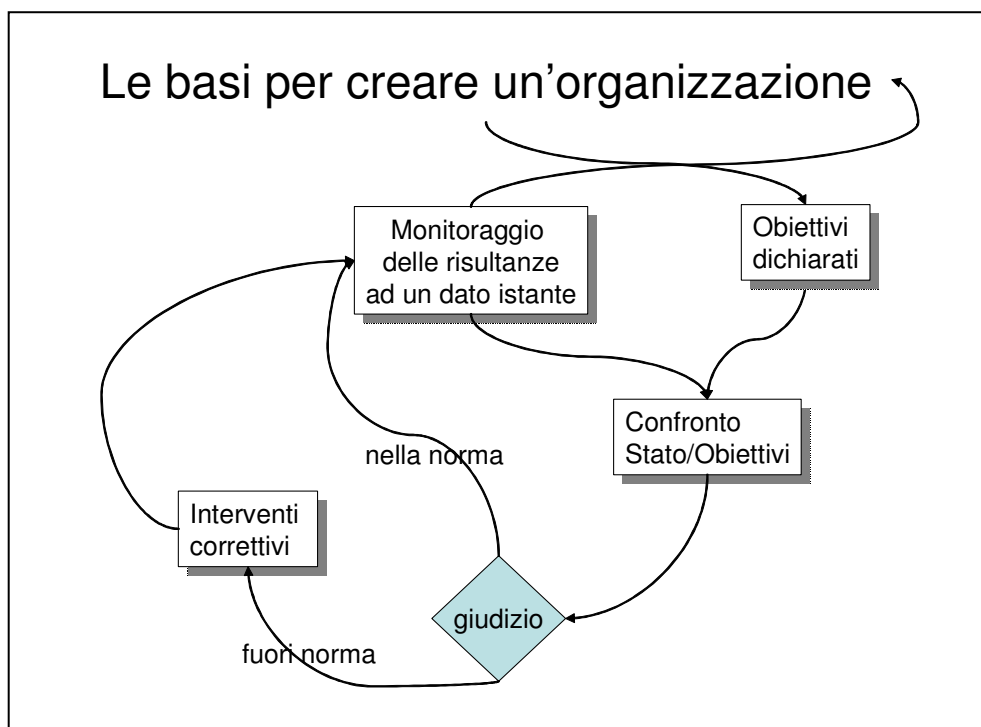 Le basi per creare un'organizzazione
Monitoraggio
delle risultanze
ad un dato istante
Obiettivi
dichiarati
Confronto
Stato/Obiettivi
nella norma
Interventi
correttivi
giudizio
fuori norma